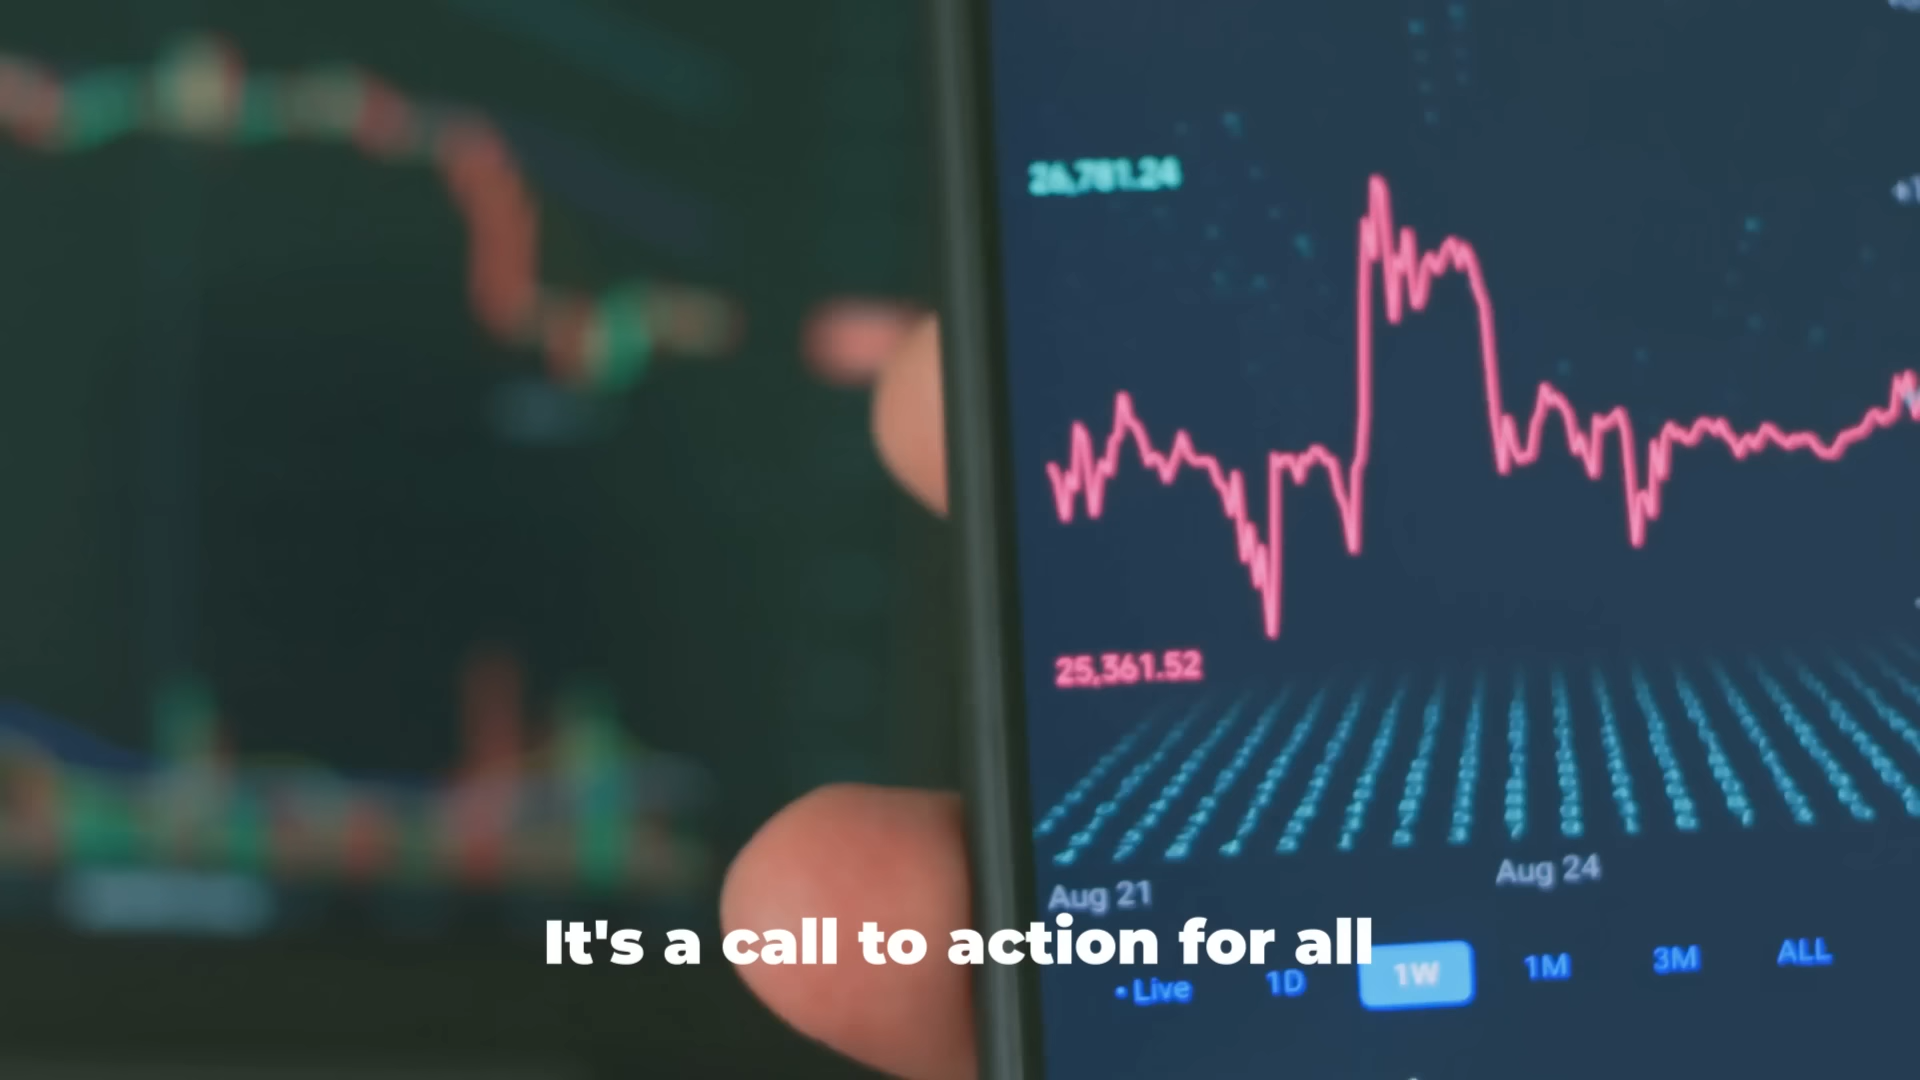 26,781.24
25,361.52
Aug 21
Aug 24
It's a call to action for all
• Live 1D 1W 1M 3M ALL